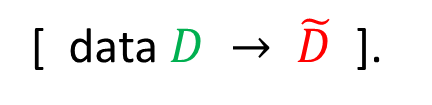 [ data D → D̃ ].